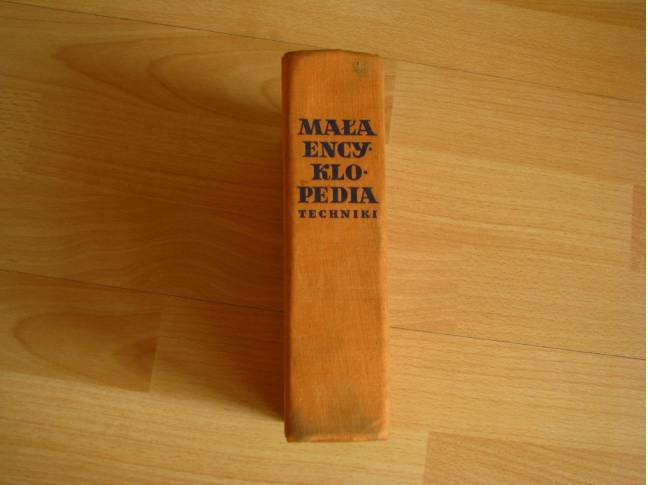 MAŁA
ENCY·
KLO·
PEDIA
TECHNIKI